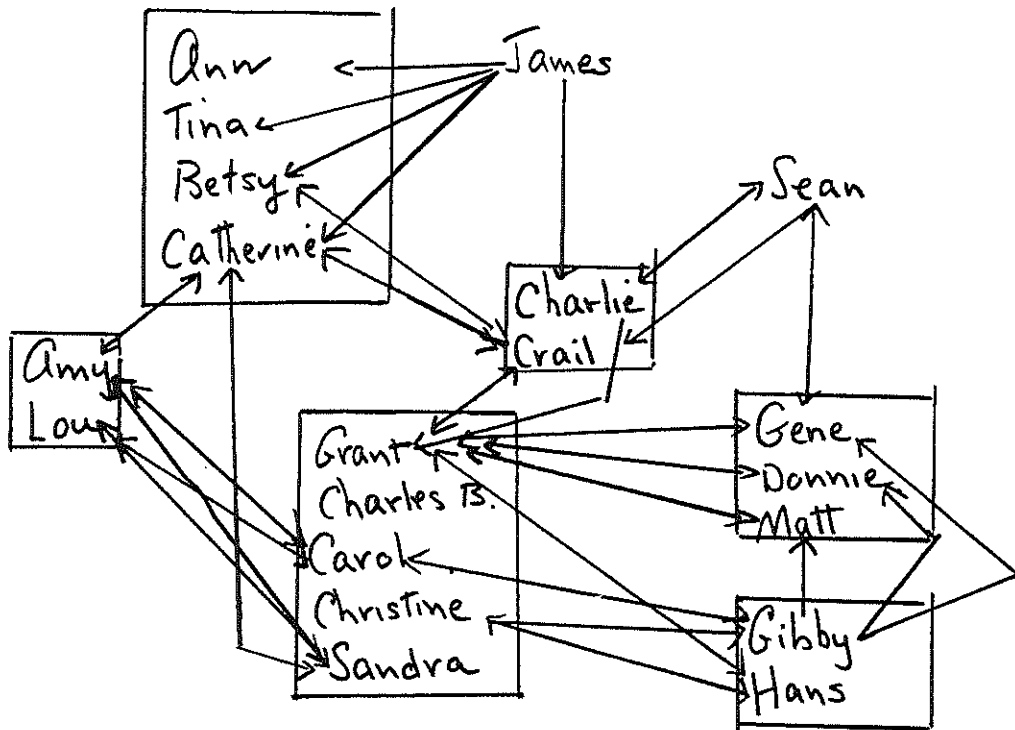 Ann
James
Tina
Betsy
Sean
Catherine
Charlie
Crail
Amy
Lou
Grant
Gene
Charles B.
Donnie
Matt
Carol
Christine
Gibby
Sandra
Hans